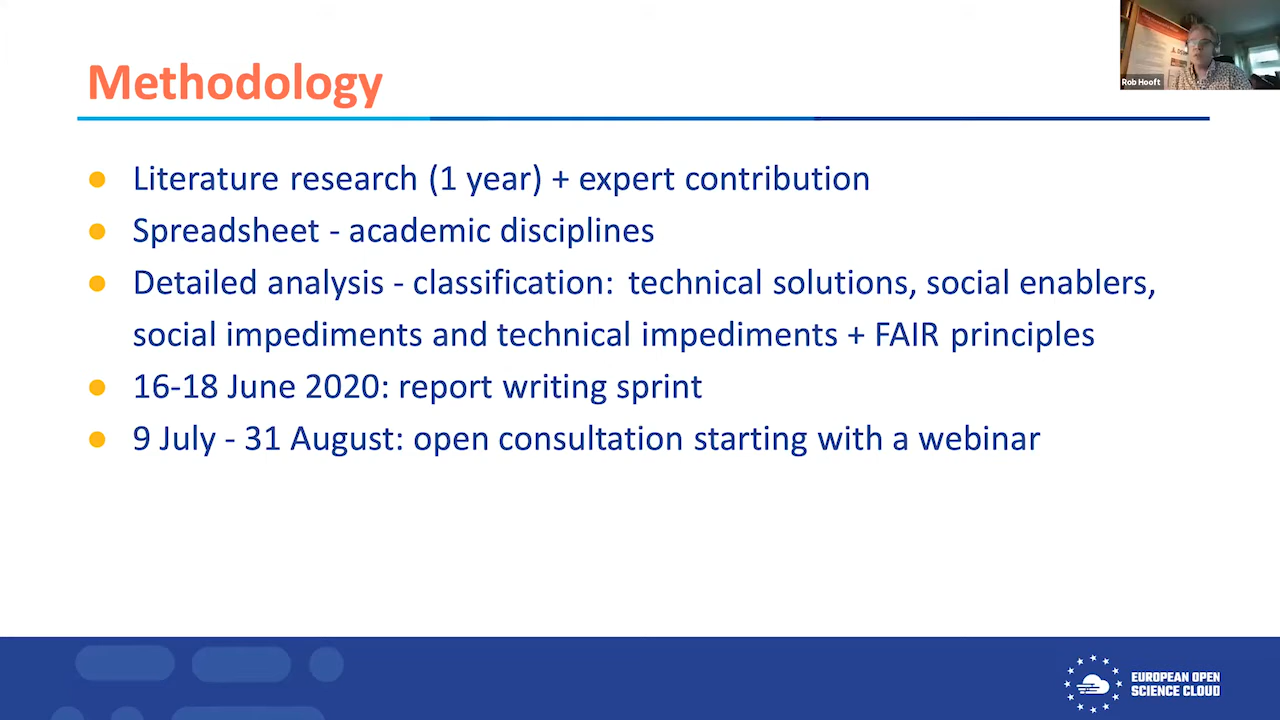 Methodology
Rob Hooft
● Literature research (1 year) + expert contribution
● Spreadsheet - academic disciplines
● Detailed analysis - classification: technical solutions, social enablers,
social impediments and technical impediments + FAIR principles
● 16-18 June 2020: report writing sprint
● 9 July - 31 August: open consultation starting with a webinar
EUROPEAN OPEN
SCIENCE CLOUD